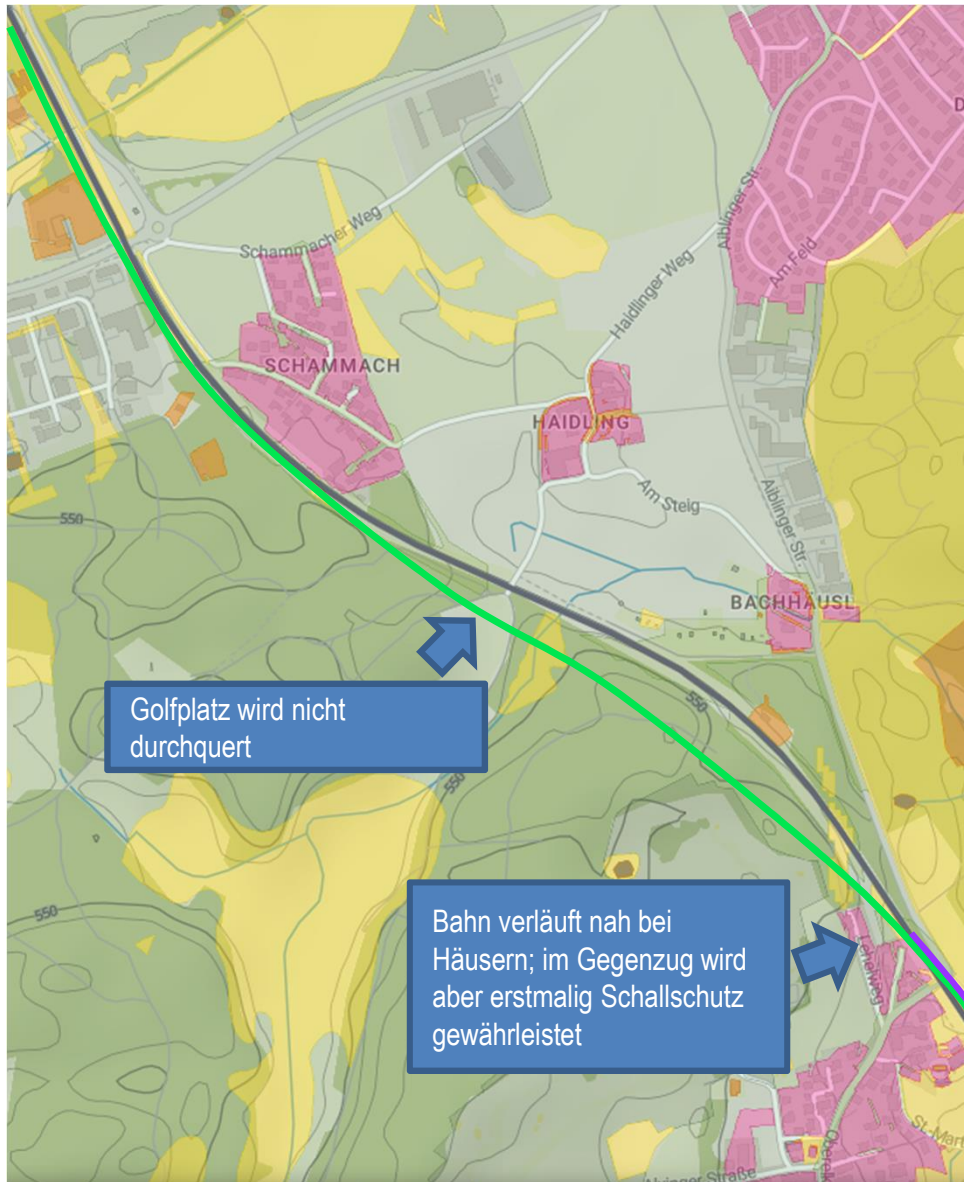 Schammacher Weg
Aiblinger Str.
Am Feld
Haidlinger Weg
SCHAMMACH
HAIDLING
Am Steig
Aiblinger Str.
550
BACHHÄUSL
550
Golfplatz wird nicht
durchquert
550
550
Bahn verläuft nah bei
Häusern; im Gegenzug wird
aber erstmalig Schallschutz
gewährleistet